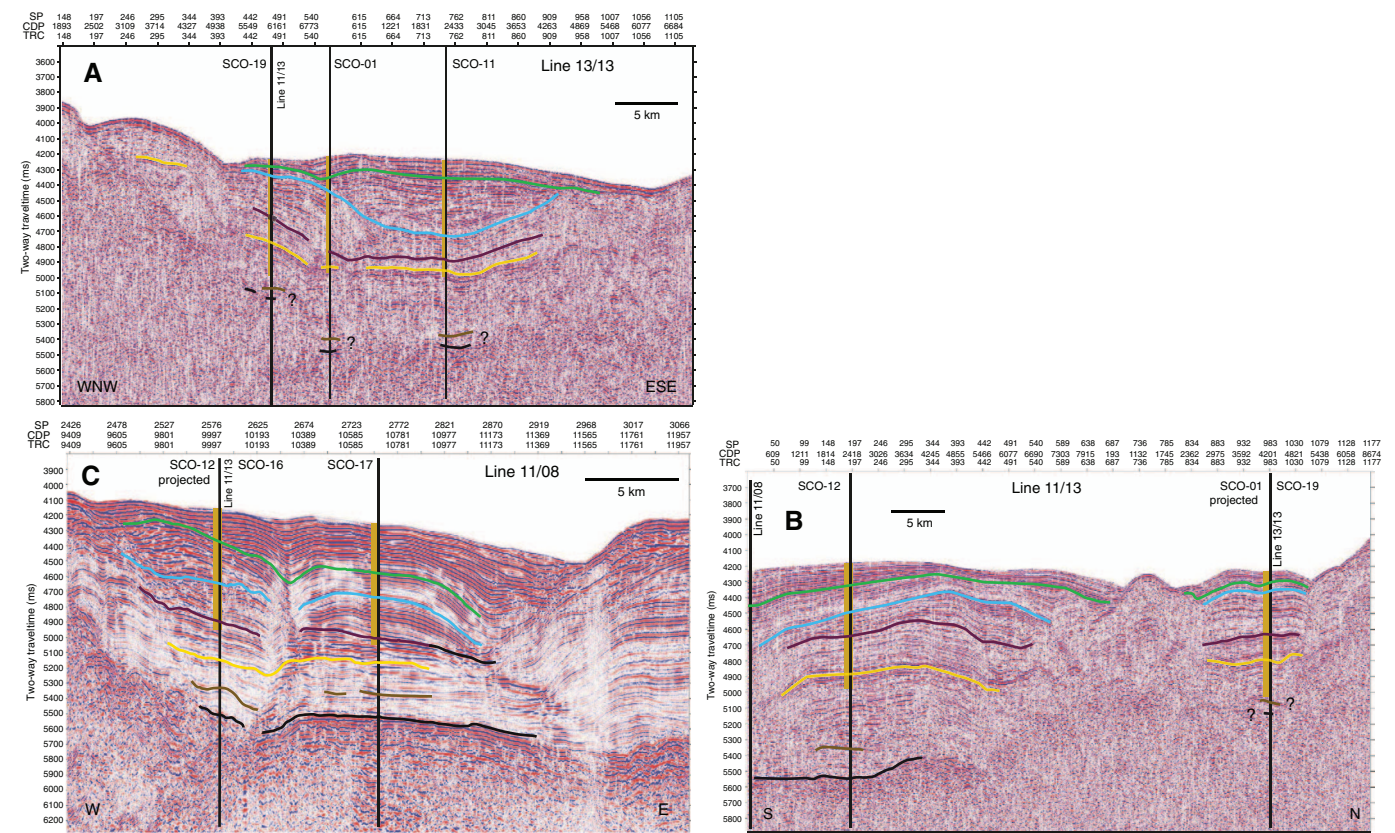 SP 148 197 246 295 344 393 442 491 540 615 664 713 762 811 860 909 958 1007 1056 1105
CDP 1893 2502 3109 3714 4327 4938 5549 6161 6773 615 1221 1831 2433 3045 3653 4263 4869 5468 6077 6684
TRC 148 197 246 295 344 393 442 491 540 615 664 713 762 811 860 909 958 1007 1056 1105
A
SCO-19
Line 11/13
SCO-01
SCO-11
Line 13/13
5 km
Two-way traveltime (ms)
3600
3700
3800
3900
4000
4100
4200
4300
4400
4500
4600
4700
4800
4900
5000
5100
5200
5300
5400
5500
5600
5700
5800
?
?
?
WNW
ESE
SP 2426 2478 2527 2576 2625 2674 2723 2772 2821 2870 2919 2968 3017 3066
CDP 9409 9605 9801 9997 10193 10389 10585 10781 10977 11173 11369 11565 11761 11957
TRC 9409 9605 9801 9997 10193 10389 10585 10781 10977 11173 11369 11565 11761 11957
C
SCO-12
projected
Line 11/13
SCO-16
SCO-17
Line 11/08
5 km
Two-way traveltime (ms)
3900
4000
4100
4200
4300
4400
4500
4600
4700
4800
4900
5000
5100
5200
5300
5400
5500
5600
5700
5800
5900
6000
6100
6200
W
E
SP 50 99 148 197 246 295 344 393 442 491 540 589 638 687 736 785 834 883 932 983 1030 1079 1128 1177
CDP 609 1211 1814 2418 3026 3634 4245 4855 5466 6077 6690 7303 7915 193 1132 1745 2362 2975 3592 4201 4821 5438 6058 8674
TRC 50 99 148 197 246 295 344 393 442 491 540 589 638 687 736 785 834 883 932 983 1030 1079 1128 1177
Line 11/08
SCO-12
B
Line 11/13
5 km
SCO-01
projected
SCO-19
Line 13/13
Two-way traveltime (ms)
3700
3800
3900
4000
4100
4200
4300
4400
4500
4600
4700
4800
4900
5000
5100
5200
5300
5400
5500
5600
5700
5800
?
?
S
N